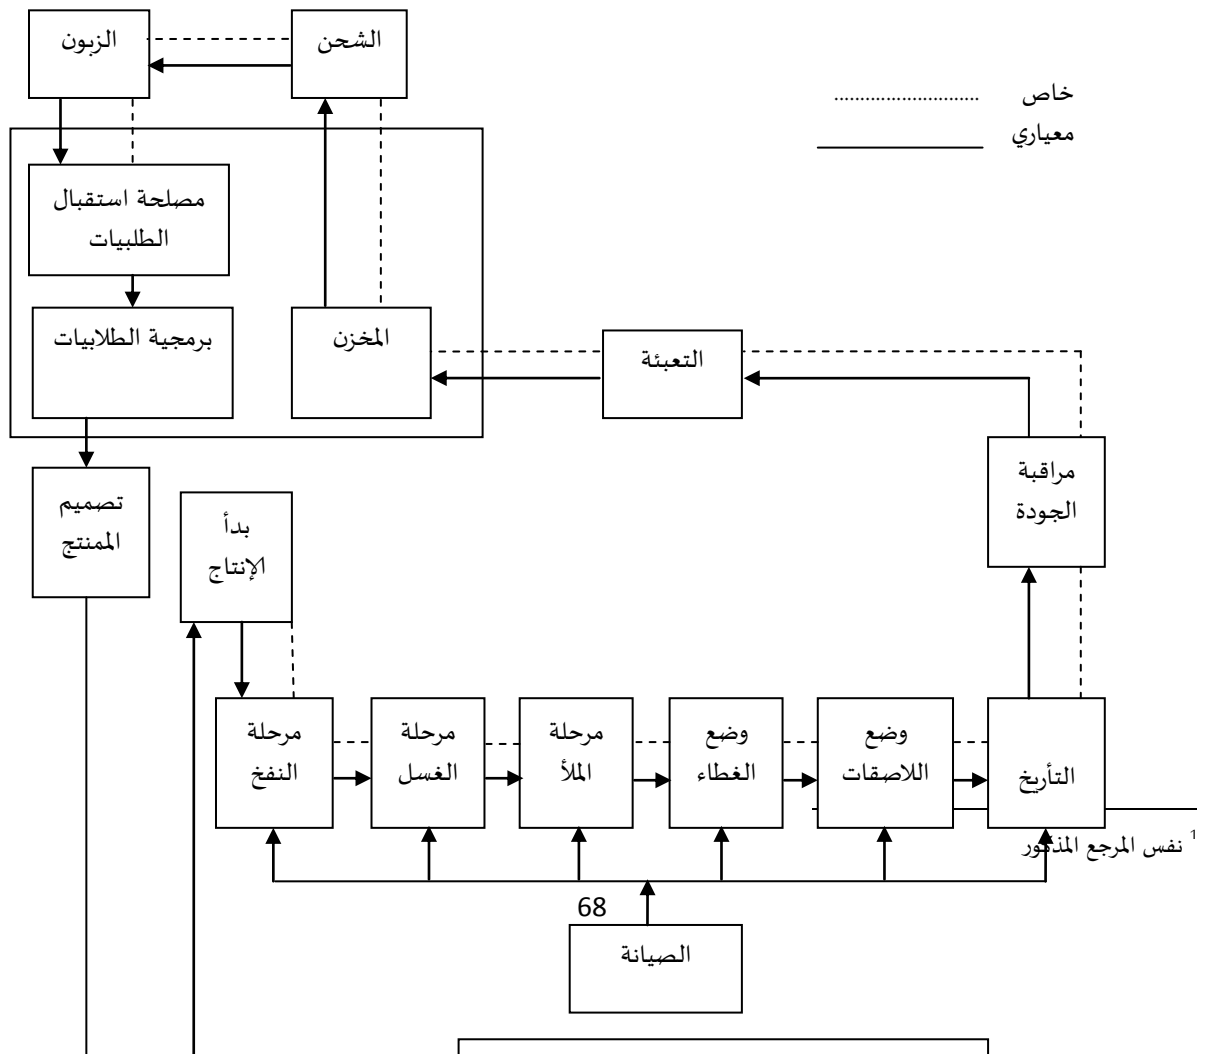 الزبون
الشحن
خاص
معياري
مصلحة استقبال
الطلبيات
برمجية الطلابيات
المخزن
التعبئة
مراقبة
الجودة
تصميم
الممنتج
بدأ
الإنتاج
مرحلة
النفخ
مرحلة
الغسل
مرحلة
الملأ
وضع
الغطاء
وضع
اللاصقات
التأريخ
1 نفس المرجع المذكور
68
الصيانة